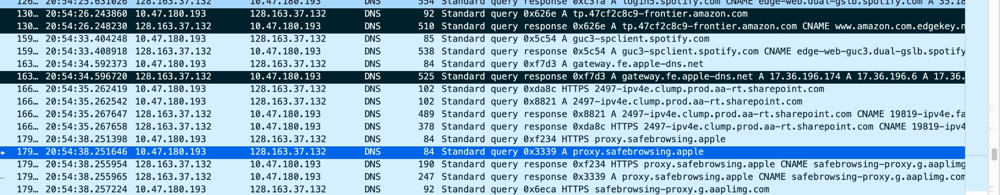 126… 20:54:25.631026 128.163.37.132 10.47.180.193 DNS 554 Standard query response 0xc3fa A login5.spotify.com CNAME edge-web.dual-gslb.spotify.com A 35.18
130… 20:54:26.243860 10.47.180.193 128.163.37.132 DNS 92 Standard query 0x626e A tp.47cf2c8c9-frontier.amazon.com
130… 20:54:26.248230 128.163.37.132 10.47.180.193 DNS 510 Standard query response 0x626e A tp.47cf2c8c9-frontier.amazon.com CNAME www.amazon.com.edgekey.n
159… 20:54:33.404248 10.47.180.193 128.163.37.132 DNS 85 Standard query 0x5c54 A guc3-spclient.spotify.com
159… 20:54:33.408918 128.163.37.132 10.47.180.193 DNS 538 Standard query response 0x5c54 A guc3-spclient.spotify.com CNAME edge-web-guc3.dual-gslb.spotify
163… 20:54:34.592373 10.47.180.193 128.163.37.132 DNS 84 Standard query 0xf7d3 A gateway.fe.apple-dns.net
163… 20:54:34.596720 128.163.37.132 10.47.180.193 DNS 525 Standard query response 0xf7d3 A gateway.fe.apple-dns.net A 17.36.196.174 A 17.36.196.6 A 17.36.
166… 20:54:35.262419 10.47.180.193 128.163.37.132 DNS 102 Standard query 0xda8c HTTPS 2497-ipv4e.clump.prod.aa-rt.sharepoint.com
166… 20:54:35.262542 10.47.180.193 128.163.37.132 DNS 102 Standard query 0x8821 A 2497-ipv4e.clump.prod.aa-rt.sharepoint.com
166… 20:54:35.267647 128.163.37.132 10.47.180.193 DNS 489 Standard query response 0x8821 A 2497-ipv4e.clump.prod.aa-rt.sharepoint.com CNAME 19819-ipv4e.fa
166… 20:54:35.267658 128.163.37.132 10.47.180.193 DNS 378 Standard query response 0xda8c HTTPS 2497-ipv4e.clump.prod.aa-rt.sharepoint.com CNAME 19819-ipv4
179… 20:54:38.251398 10.47.180.193 128.163.37.132 DNS 84 Standard query 0xf234 HTTPS proxy.safebrowsing.apple
179… 20:54:38.251646 10.47.180.193 128.163.37.132 DNS 84 Standard query 0x3339 A proxy.safebrowsing.apple
179… 20:54:38.255954 128.163.37.132 10.47.180.193 DNS 190 Standard query response 0xf234 HTTPS proxy.safebrowsing.apple CNAME safebrowsing-proxy.g.aaplimg
179… 20:54:38.255965 128.163.37.132 10.47.180.193 DNS 247 Standard query response 0x3339 A proxy.safebrowsing.apple CNAME safebrowsing-proxy.g.aaplimg.com
179… 20:54:38.257224 10.47.180.193 128.163.37.132 DNS 92 Standard query 0x6eca HTTPS safebrowsing-proxy.g.aaplimg.com